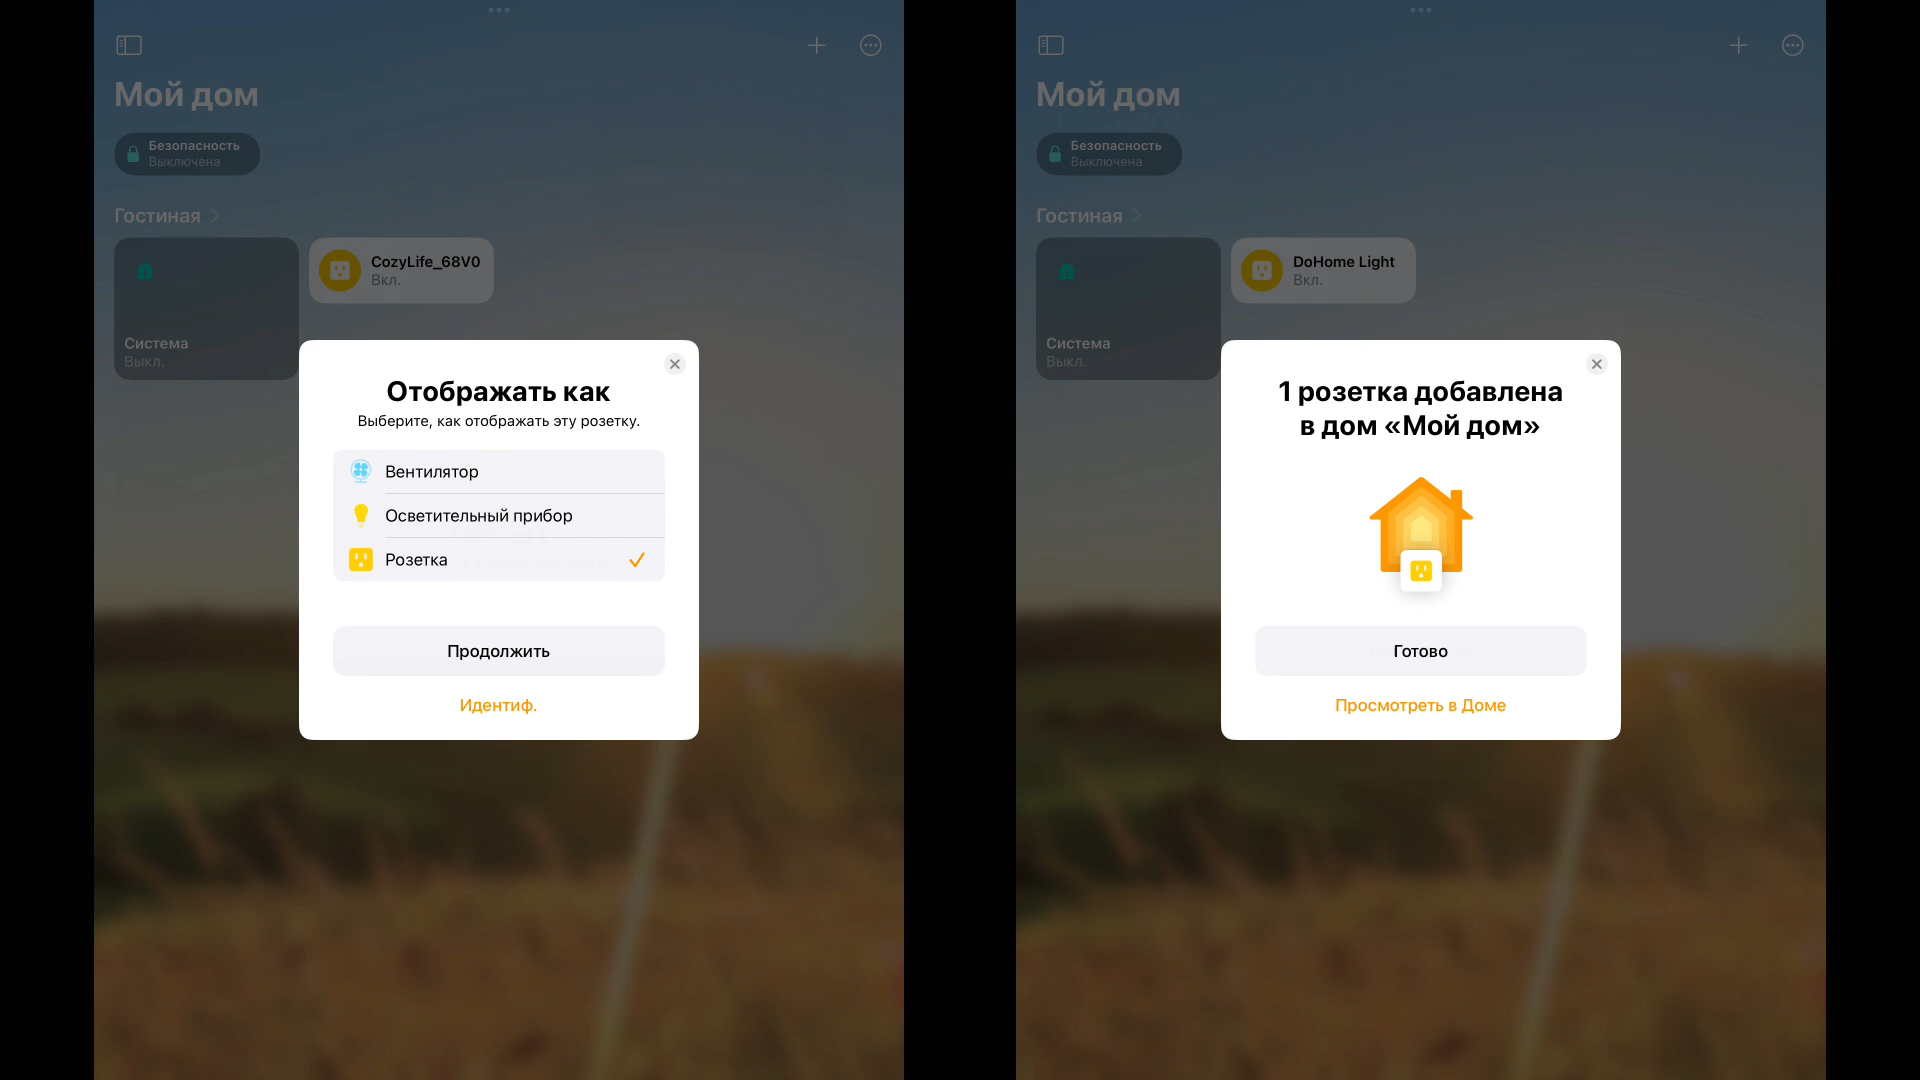 Мой дом
Безопасность
Выключена
Гостиная
CozyLife_68V0
Вкл.
Система
Выкл.
Отображать как
Выберите, как отображать эту розетку.
Вентилятор
Осветительный прибор
Розетка
Продолжить
Идентиф.
Мой дом
Безопасность
Выключена
Гостиная
DoHome Light
Вкл.
Система
Выкл.
1 розетка добавлена
в дом «Мой дом»
Готово
Просмотреть в Доме